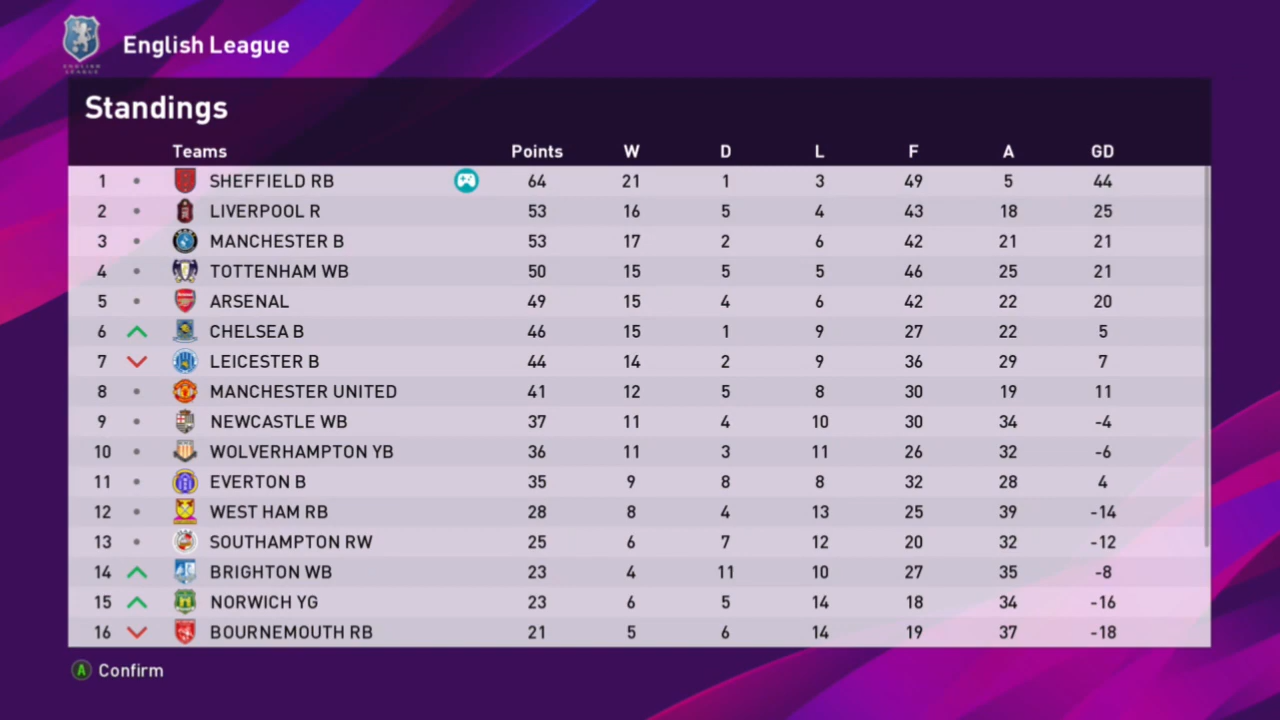 English League
Standings
Teams Points W D L F A GD
1 SHEFFIELD RB 64 21 1 3 49 5 44
2 LIVERPOOL R 53 16 5 4 43 18 25
3 MANCHESTER B 53 17 2 6 42 21 21
4 TOTTENHAM WB 50 15 5 5 46 25 21
5 ARSENAL 49 15 4 6 42 22 20
6 CHELSEA B 46 15 1 9 27 22 5
7 LEICESTER B 44 14 2 9 36 29 7
8 MANCHESTER UNITED 41 12 5 8 30 19 11
9 NEWCASTLE WB 37 11 4 10 30 34 -4
10 WOLVERHAMPTON YB 36 11 3 11 26 32 -6
11 EVERTON B 35 9 8 8 32 28 4
12 WEST HAM RB 28 8 4 13 25 39 -14
13 SOUTHAMPTON RW 25 6 7 12 20 32 -12
14 BRIGHTON WB 23 4 11 10 27 35 -8
15 NORWICH YG 23 6 5 14 18 34 -16
16 BOURNEMOUTH RB 21 5 6 14 19 37 -18
A Confirm